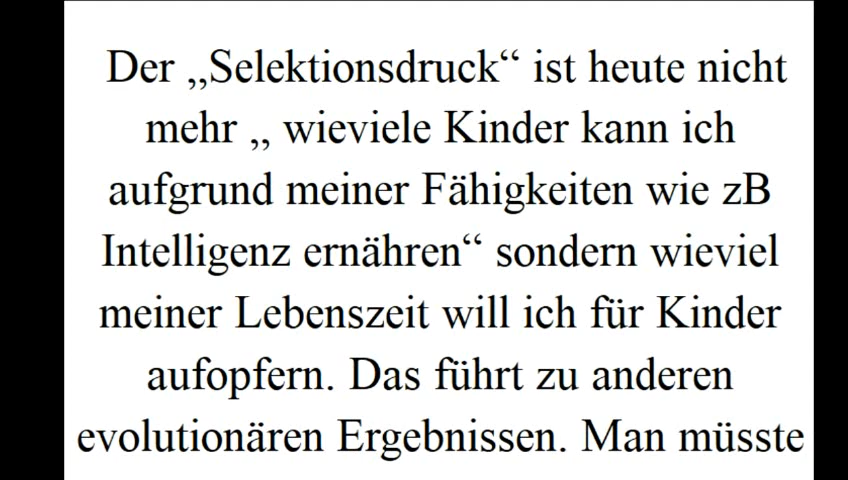 Der „Selektionsdruck“ ist heute nicht
mehr „ wieviele Kinder kann ich
aufgrund meiner Fähigkeiten wie zB
Intelligenz ernähren“ sondern wieviel
meiner Lebenszeit will ich für Kinder
aufopfern. Das führt zu anderen
evolutionären Ergebnissen. Man müsste